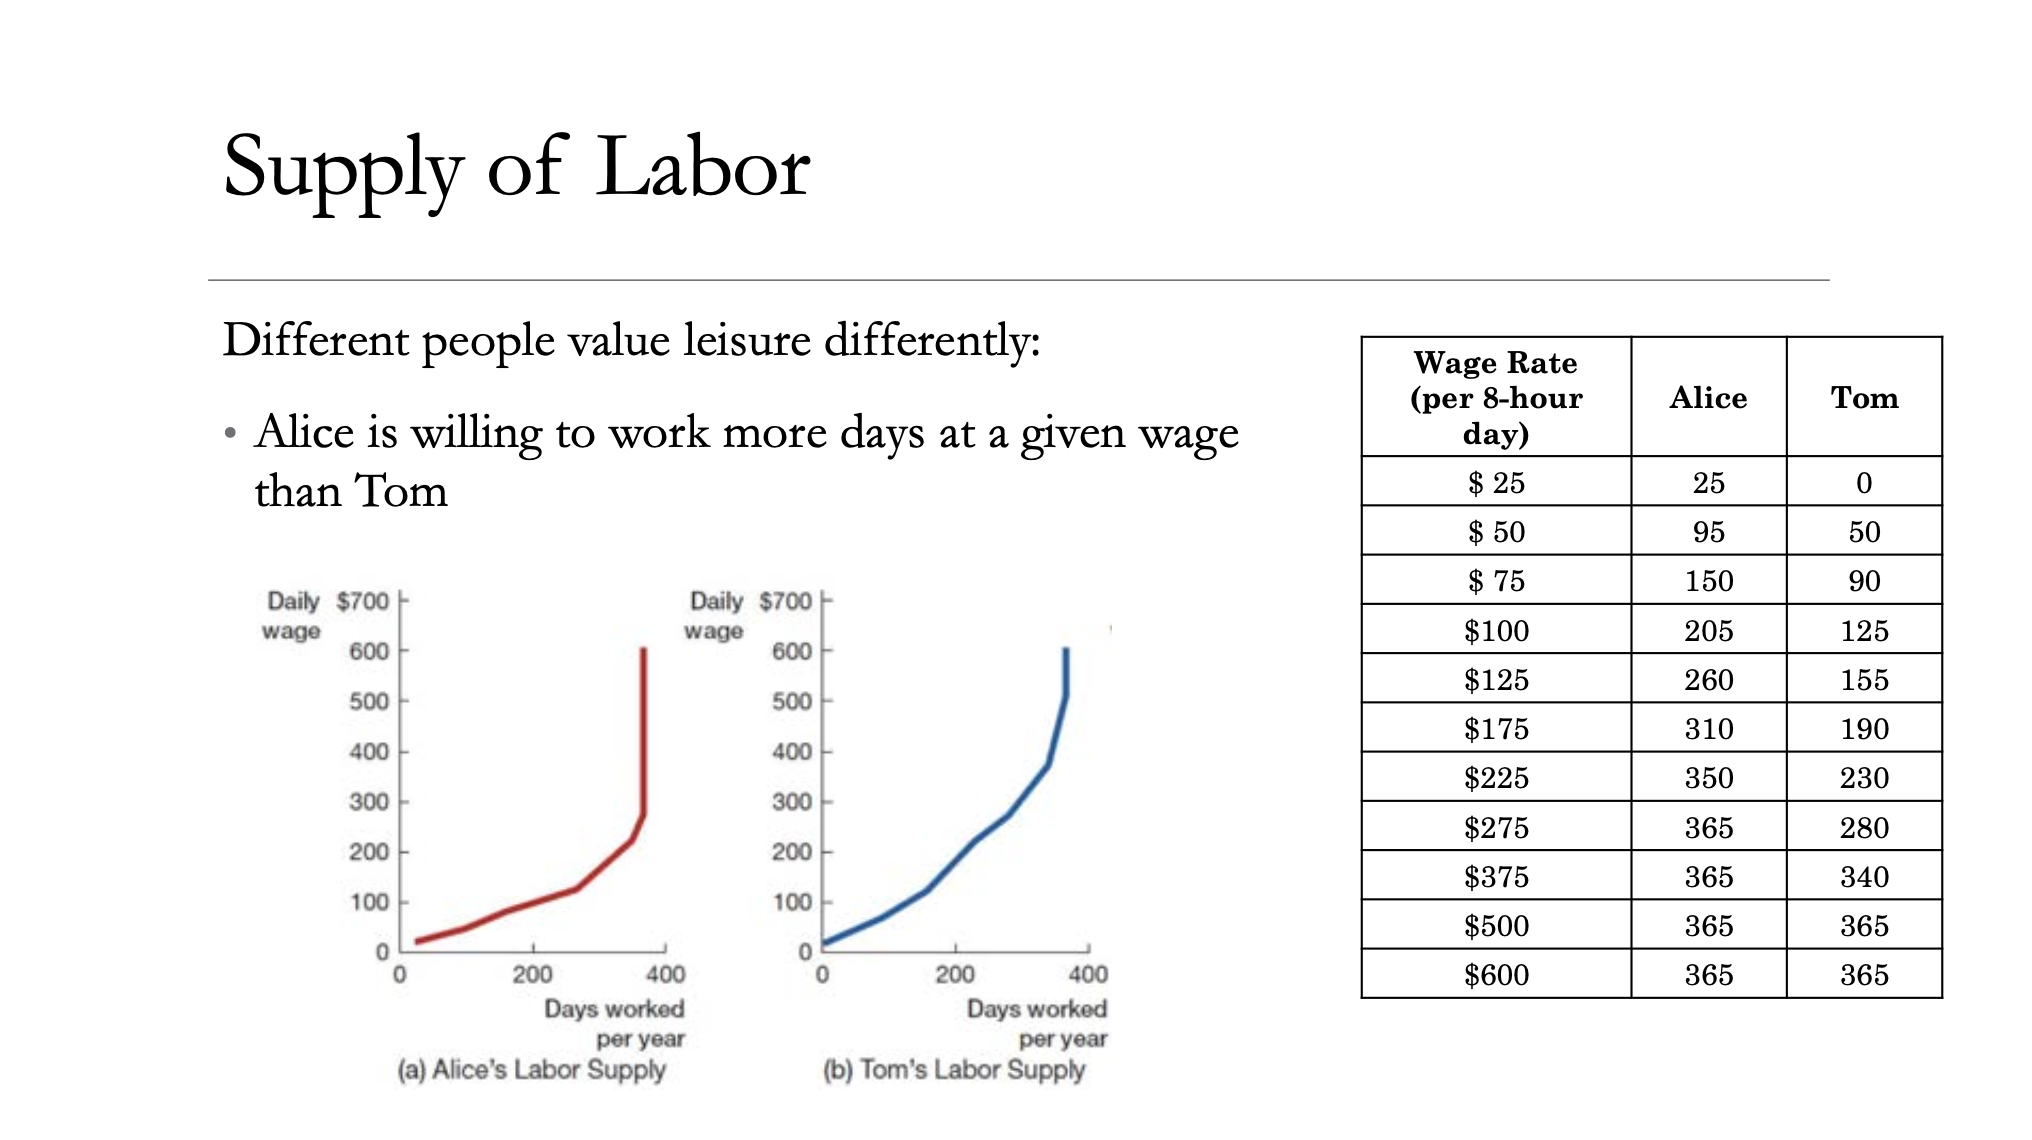 Supply of Labor
Different people value leisure differently:
• Alice is willing to work more days at a given wage
than Tom
Daily $700
wage
600
500
400
300
200
100
0
0 200 400
Days worked
per year
(a) Alice's Labor Supply
Daily $700
wage
600
500
400
300
200
100
0
0 200 400
Days worked
per year
(b) Tom's Labor Supply
Wage Rate
(per 8-hour
day)
Alice
Tom
$ 25 25 0
$ 50 95 50
$ 75 150 90
$100 205 125
$125 260 155
$175 310 190
$225 350 230
$275 365 280
$375 365 340
$500 365 365
$600 365 365